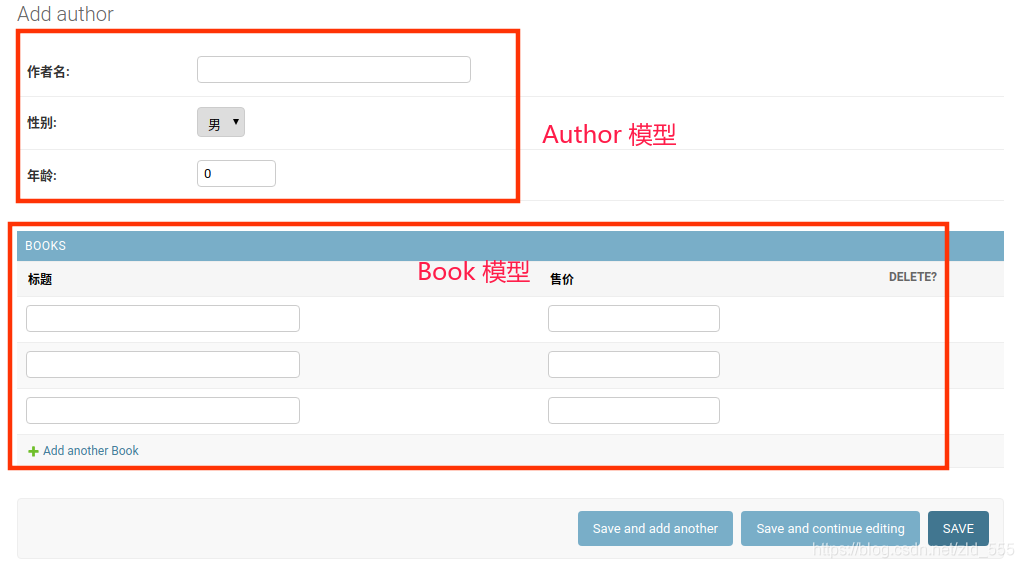 Add author
作者名:
性别:
男
Author 模型
年龄:
0
BOOKS
标题
Book 模型
售价
DELETE?
Add another Book
Save and add another
Save and continue editing
SAVE
https://blog.csdn.net/zld_555